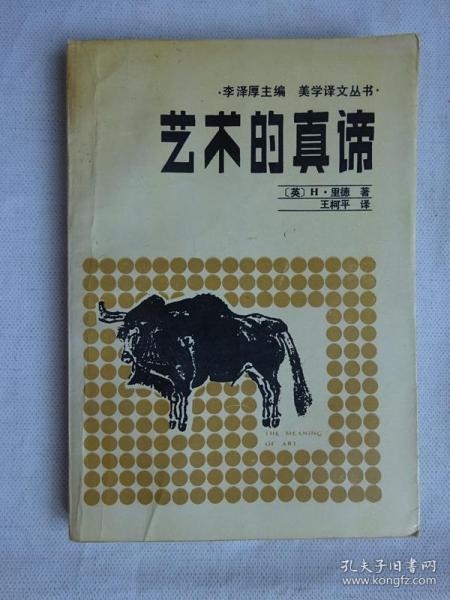 ·李泽厚主编 美学译文丛书·
艺术的真谛
〔英〕H·里德 著
王柯平 译
THE MEANING
OF ART
孔夫子旧书网
www.kongfz.com